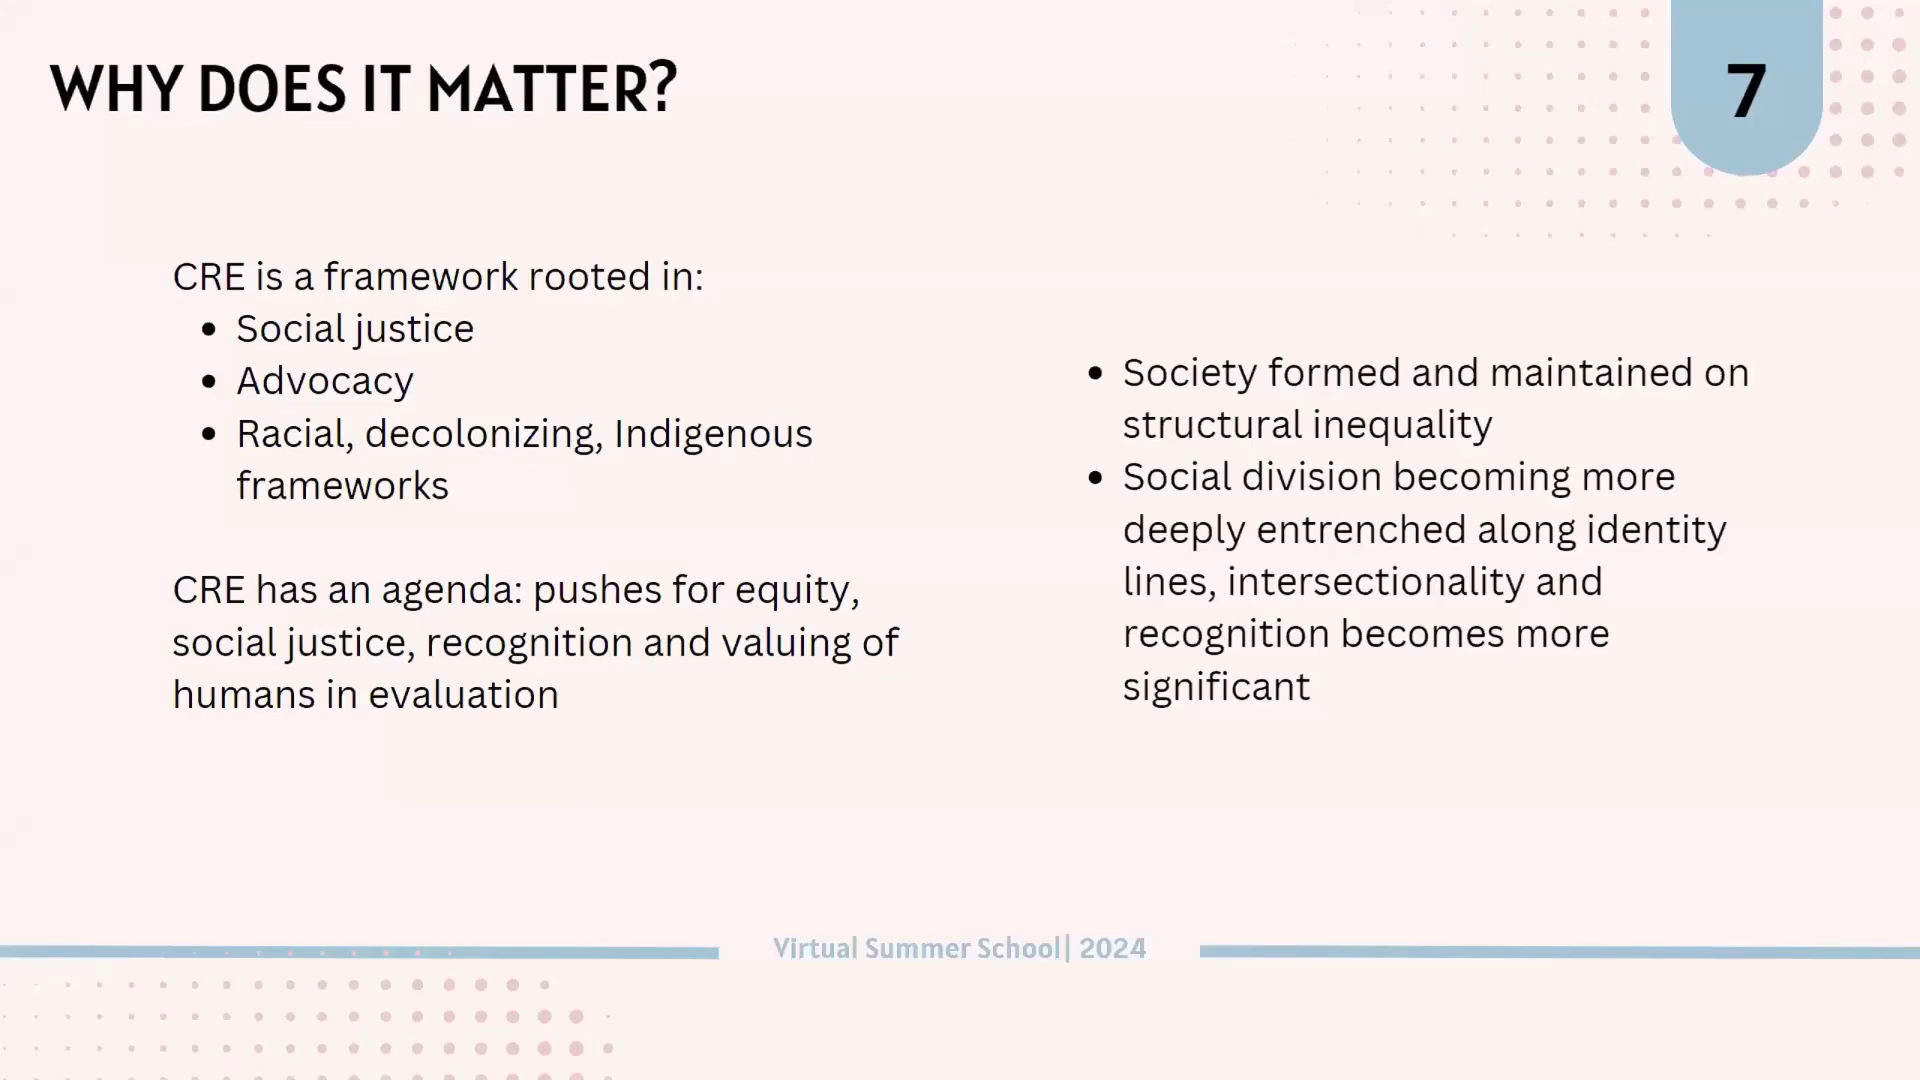 WHY DOES IT MATTER?
7
CRE is a framework rooted in:
• Social justice
• Advocacy
• Racial, decolonizing, Indigenous
frameworks
CRE has an agenda: pushes for equity,
social justice, recognition and valuing of
humans in evaluation
• Society formed and maintained on
structural inequality
• Social division becoming more
deeply entrenched along identity
lines, intersectionality and
recognition becomes more
significant
Virtual Summer School| 2024